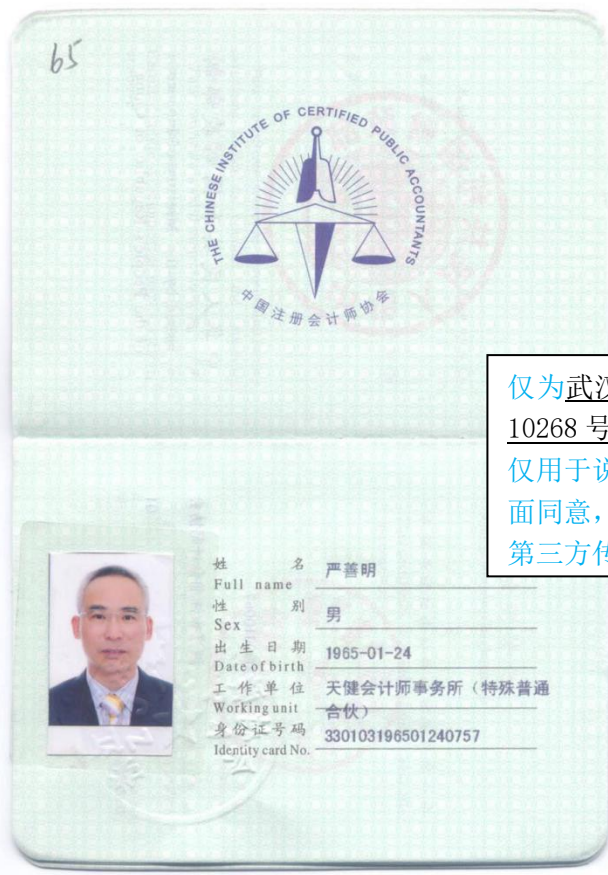 65
THE CHINESE INSTITUTE OF CERTIFIED PUBLIC ACCOUNTANTS
中国注册会计师协会
仅为武汉
10268 号
仅用于说
面同意，
第三方传
姓 名 严善明
Full name
性 别 男
Sex
出 生 日 期 1965-01-24
Date of birth
工 作 单 位 天健会计师事务所（特殊普通
Working unit 合伙）
身份证号码 330103196501240757
Identity card No.